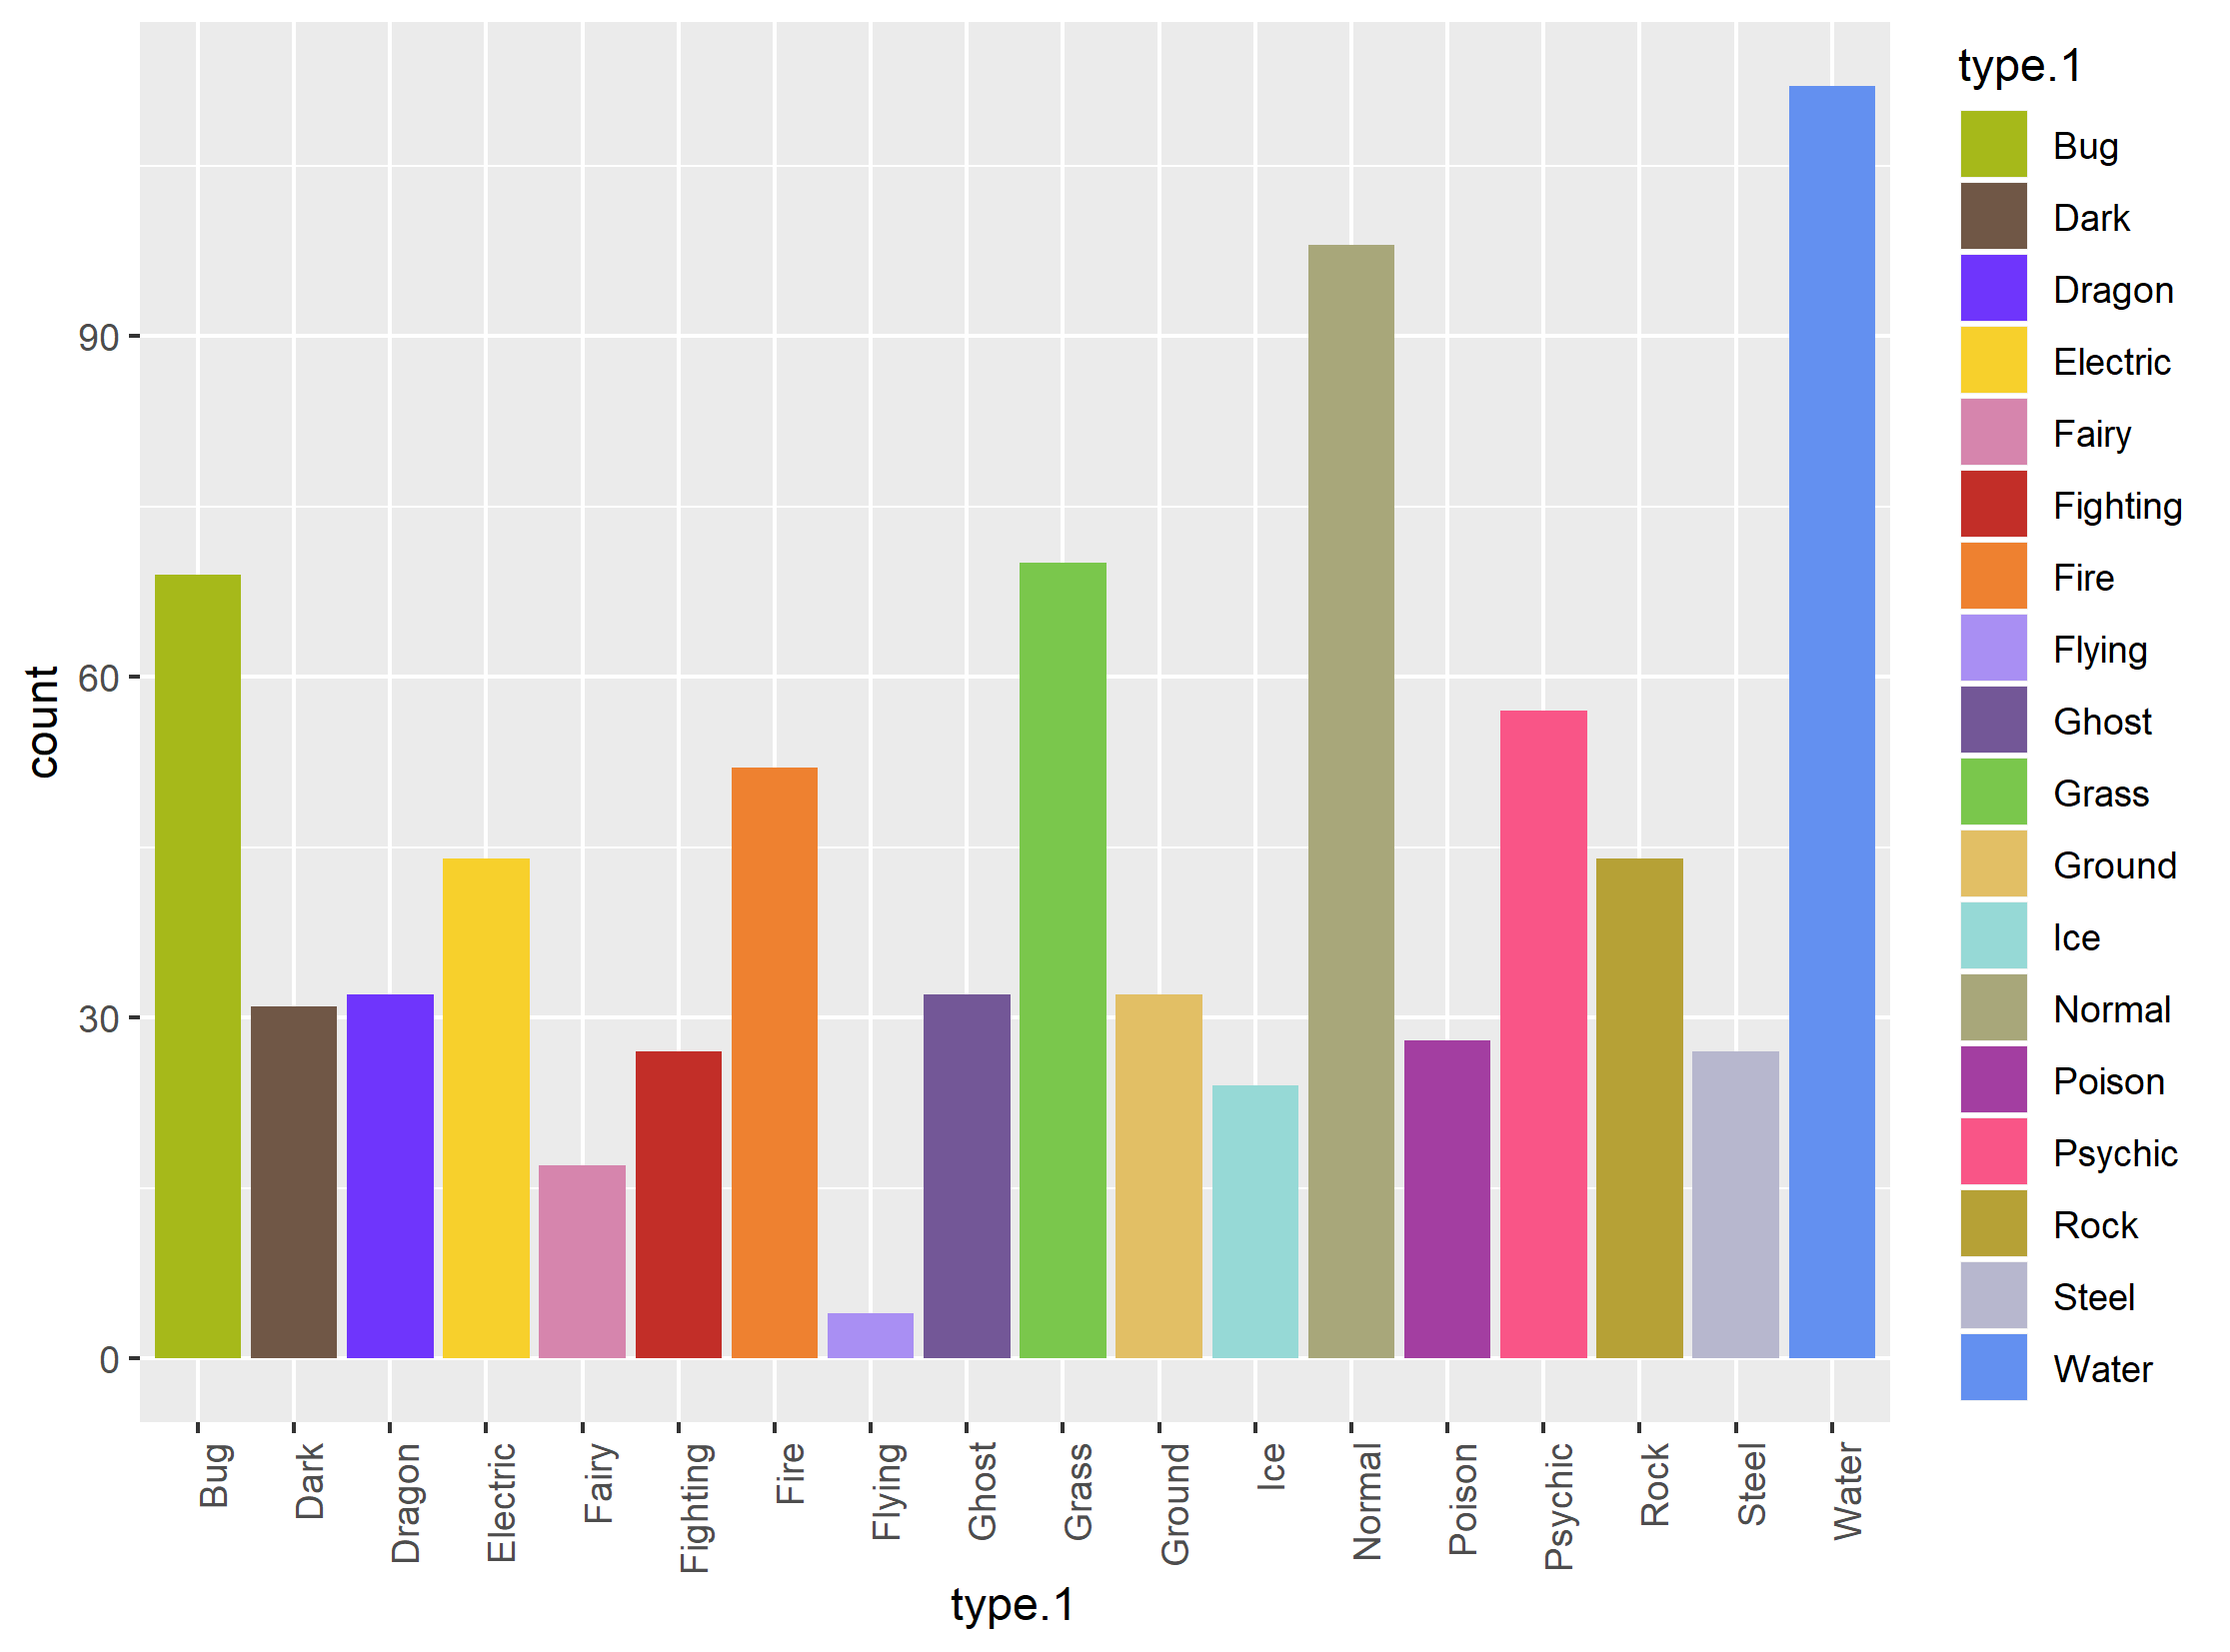 type.1
Bug
Dark
Dragon
Electric
Fairy
Fighting
Fire
Flying
Ghost
Grass
Ground
Ice
Normal
Poison
Psychic
Rock
Steel
Water
count
90
60
30
0
Bug
Dark
Dragon
Electric
Fairy
Fighting
Fire
Flying
Ghost
Grass
Ground
Ice
Normal
Poison
Psychic
Rock
Steel
Water
type.1